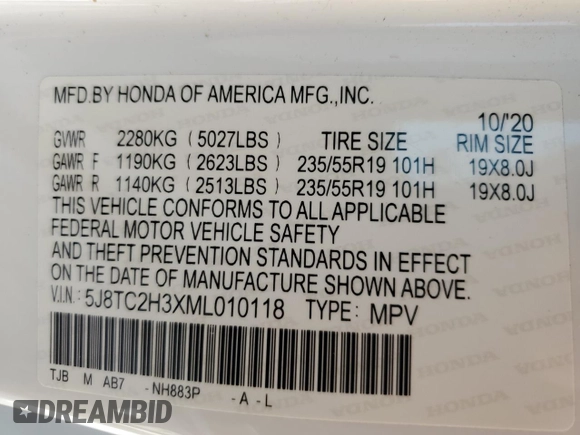 MFD.BY HONDA OF AMERICA MFG.,INC.
10/'20
GVWR 2280KG (5027LBS) TIRE SIZE RIM SIZE
GAWR F 1190KG (2623LBS) 235/55R19 101H 19X8.0J
GAWR R 1140KG (2513LBS) 235/55R19 101H 19X8.0J
THIS VEHICLE CONFORMS TO ALL APPLICABLE
FEDERAL MOTOR VEHICLE SAFETY
AND THEFT PREVENTION STANDARDS IN EFFECT
ON THE DATE OF MANUFACTURE SHOWN ABOVE.
V.I.N.: 5J8TC2H3XML010118 TYPE: MPV
TJB M AB7 -NH883P -A -L
DREAMBID